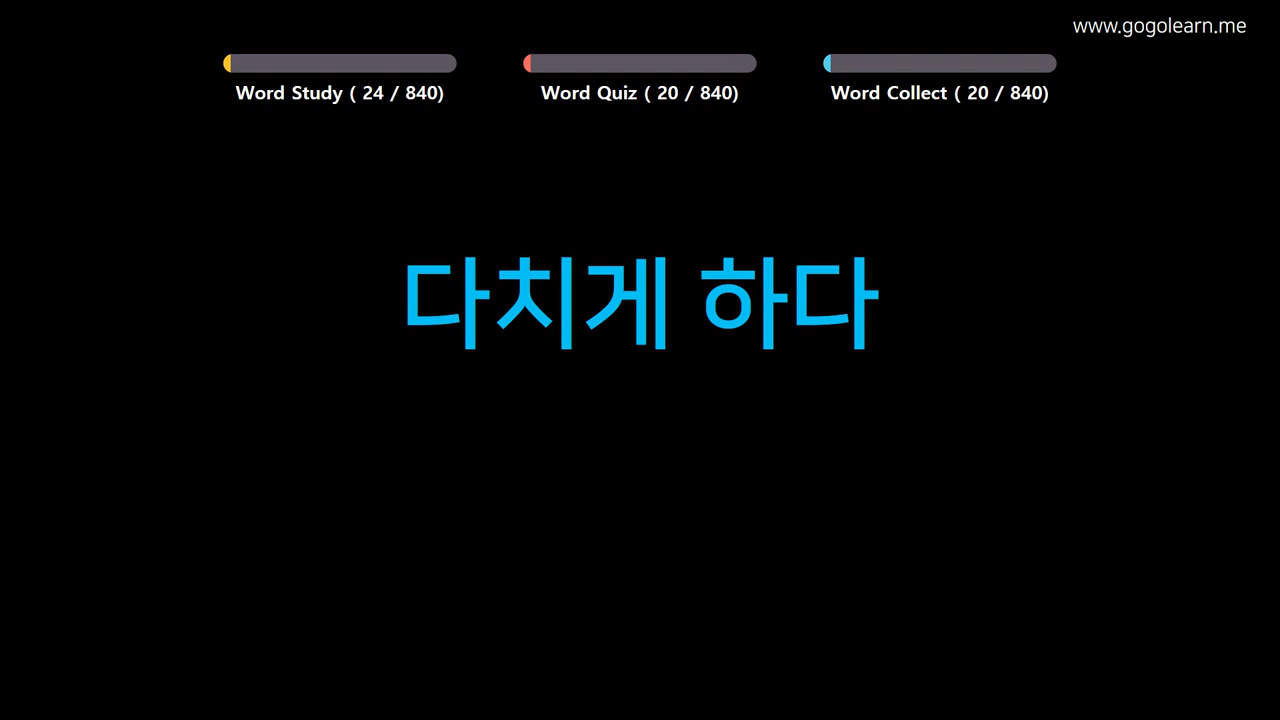 www.gogolearn.me
Word Study ( 24 / 840)
Word Quiz ( 20 / 840)
Word Collect ( 20 / 840)
다치게 하다